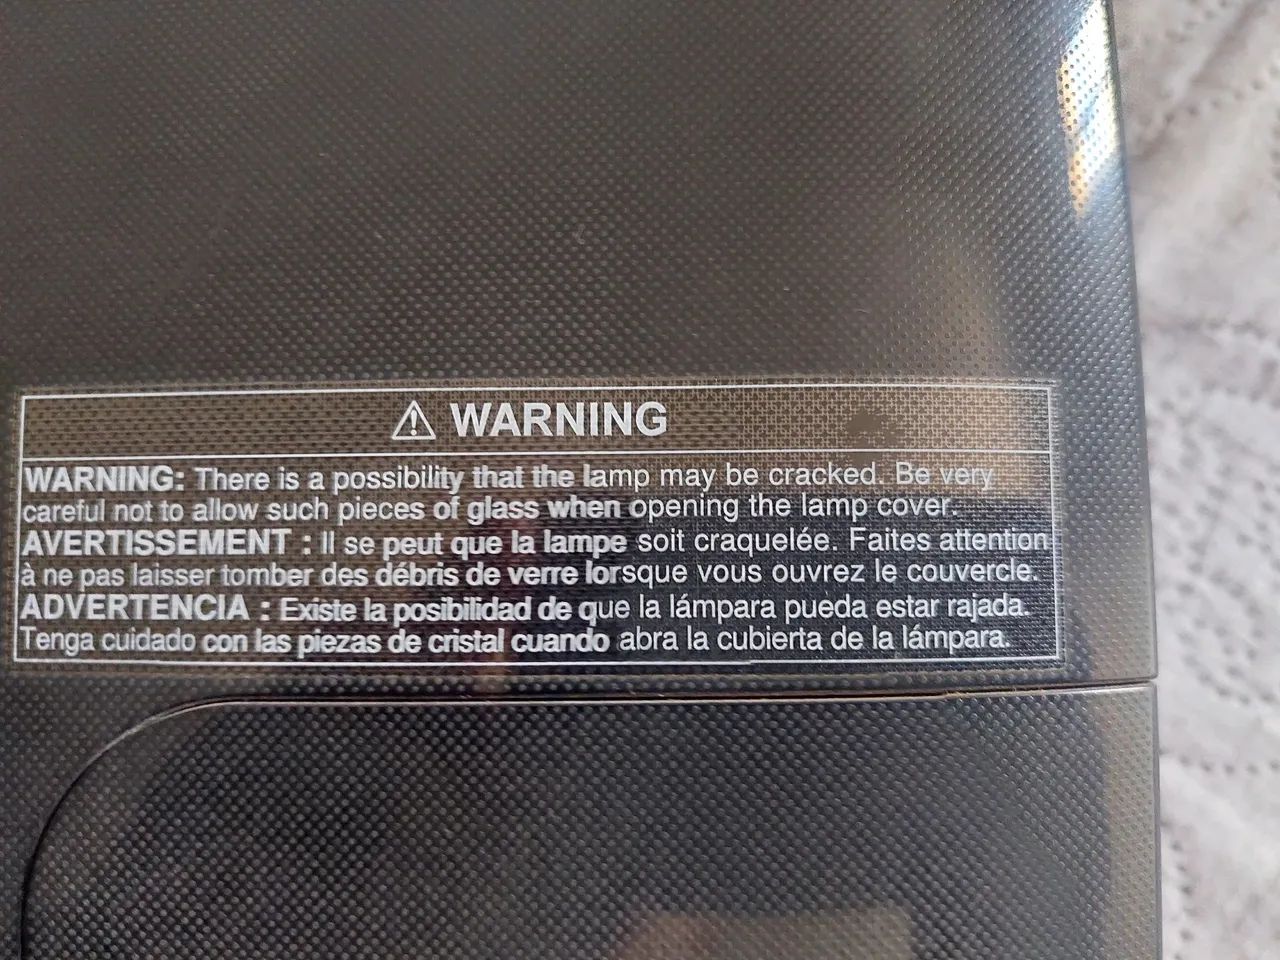 ⚠ WARNING
WARNING: There is a possibility that the lamp may be cracked. Be very
careful not to allow such pieces of glass when opening the lamp cover.
AVERTISSEMENT : Il se peut que la lampe soit craquelée. Faites attention
à ne pas laisser tomber des débris de verre lorsque vous ouvrez le couvercle.
ADVERTENCIA : Existe la posibilidad de que la lámpara pueda estar rajada.
Tenga cuidado con las piezas de cristal cuando abra la cubierta de la lámpara.